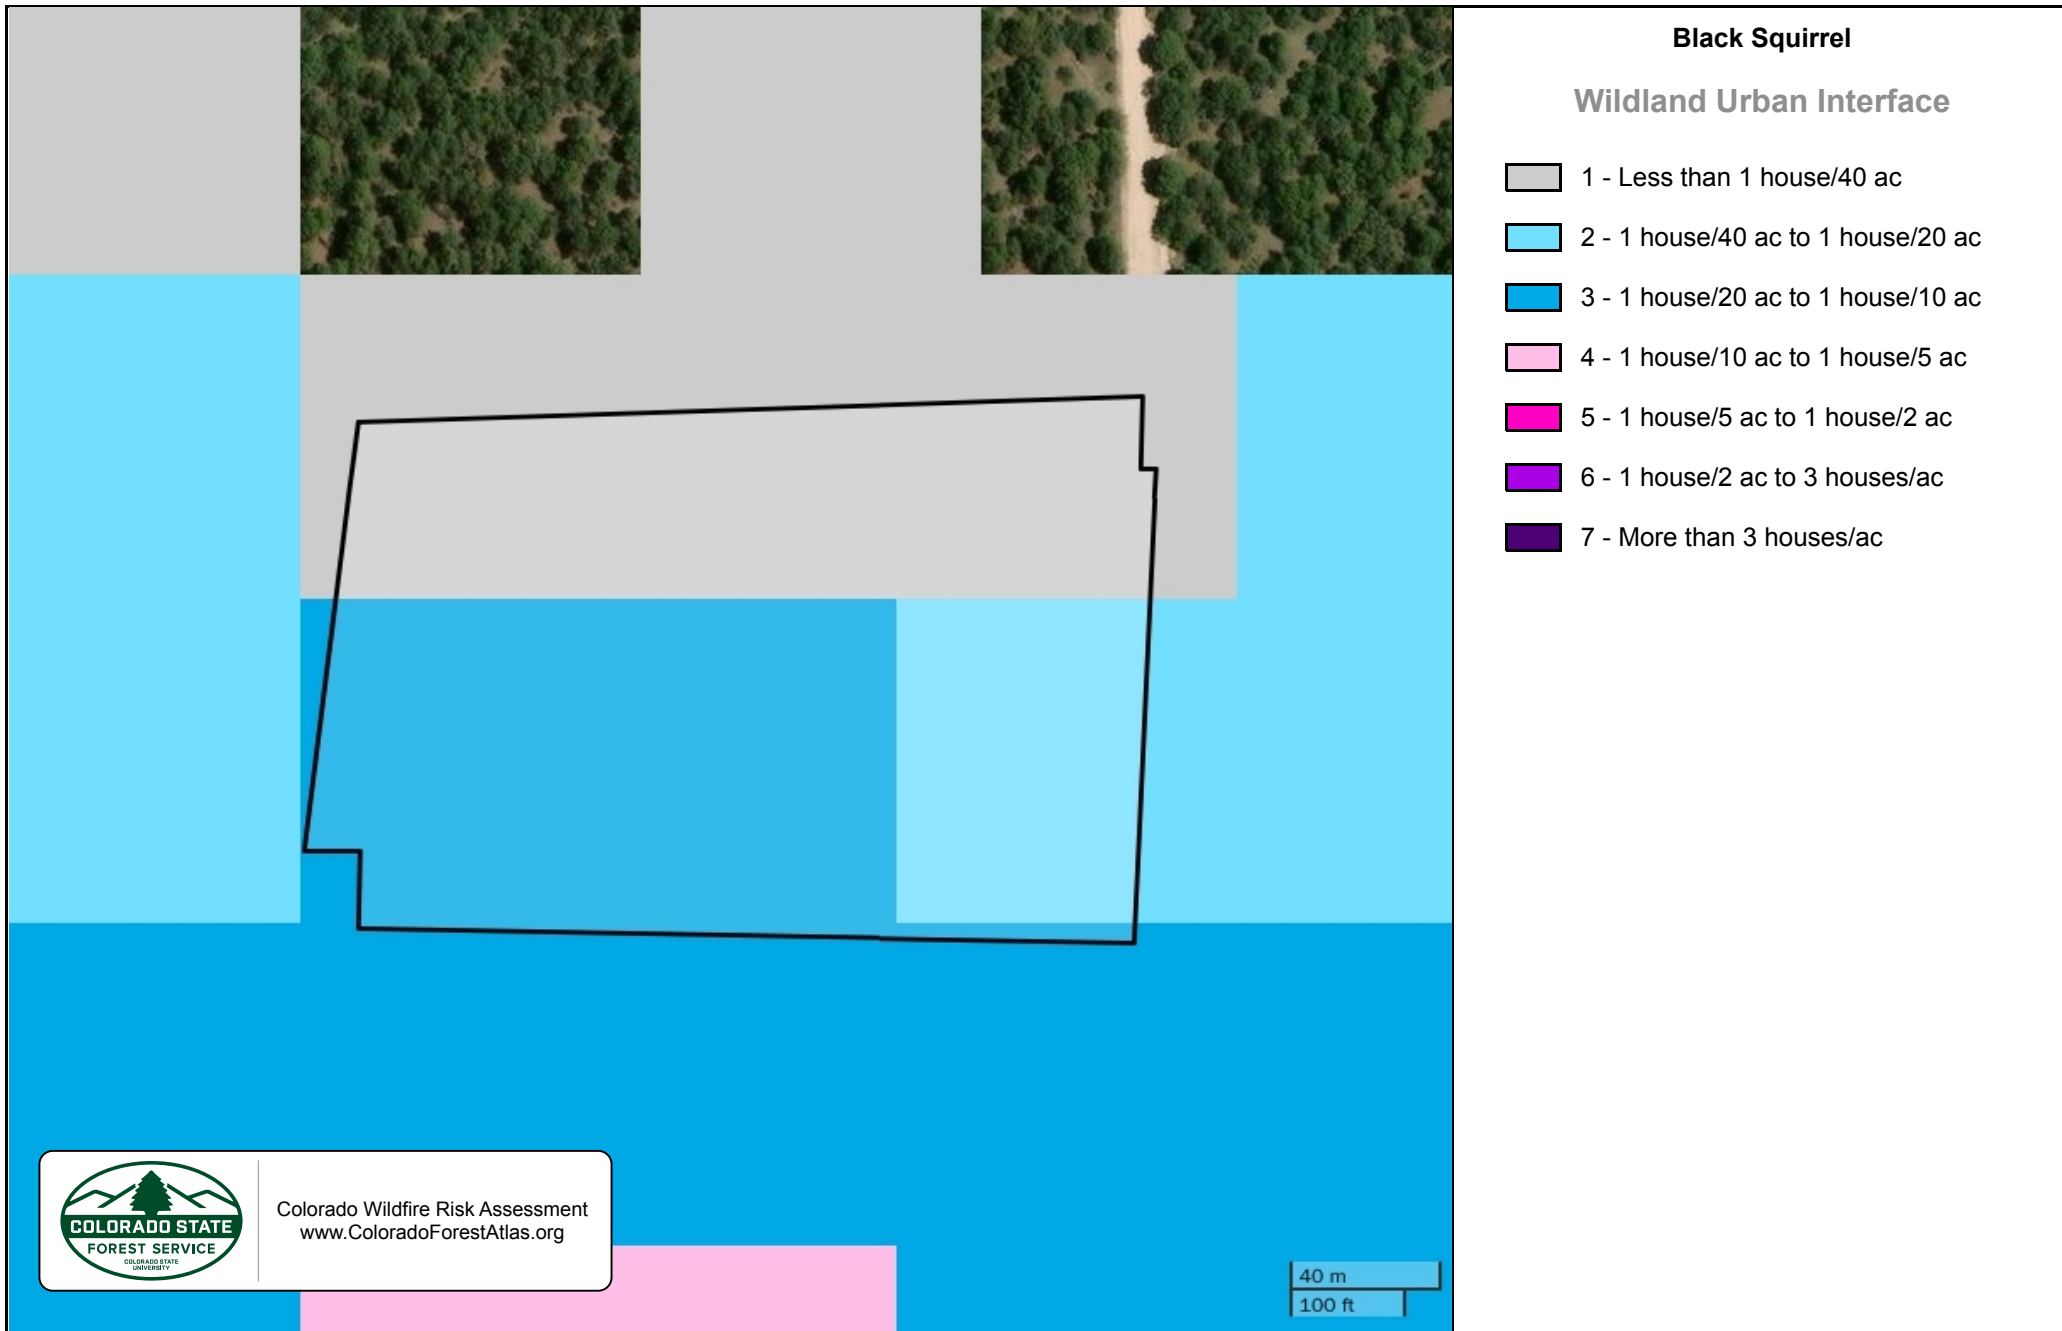 Black Squirrel
Wildland Urban Interface
1 - Less than 1 house/40 ac
2 - 1 house/40 ac to 1 house/20 ac
3 - 1 house/20 ac to 1 house/10 ac
4 - 1 house/10 ac to 1 house/5 ac
5 - 1 house/5 ac to 1 house/2 ac
6 - 1 house/2 ac to 3 houses/ac
7 - More than 3 houses/ac
COLORADO STATE
FOREST SERVICE
COLORADO STATE
UNIVERSITY
Colorado Wildfire Risk Assessment
www.ColoradoForestAtlas.org
40 m
100 ft